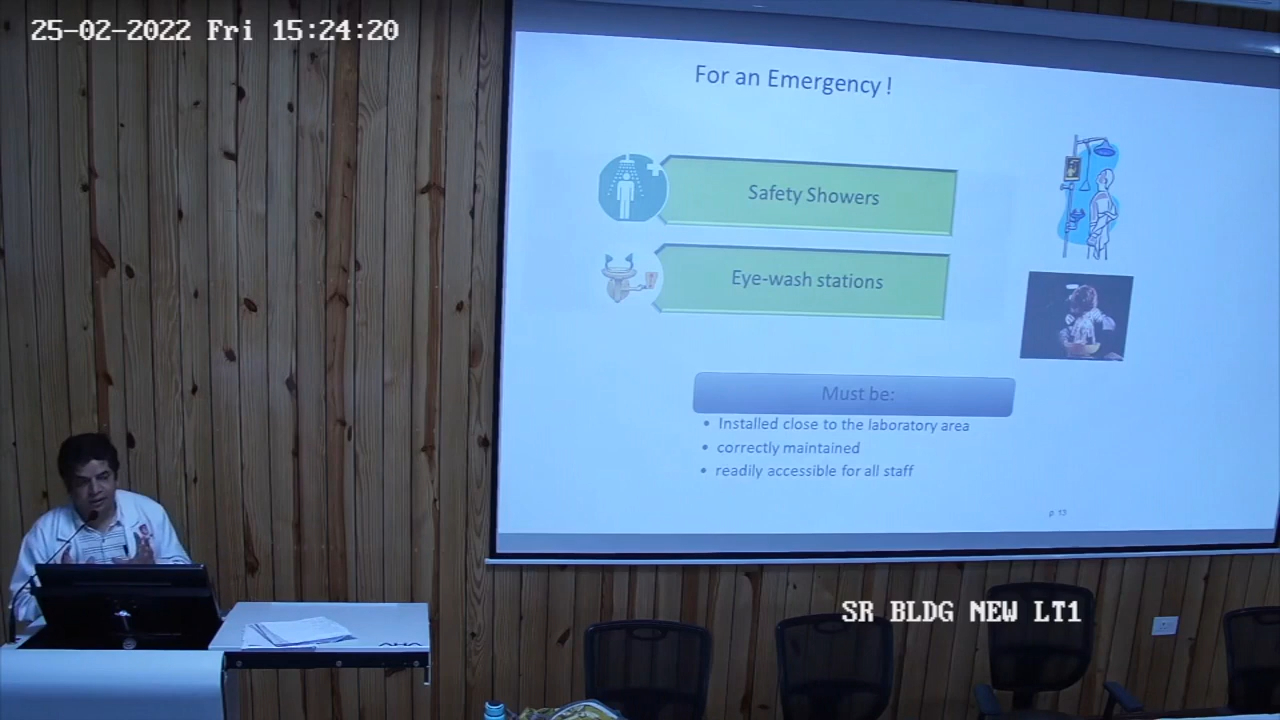 25-02-2022 Fri 15:24:20
For an Emergency !
Safety Showers
Eye-wash stations
Must be:
• Installed close to the laboratory area
• correctly maintained
• readily accessible for all staff
p 13
SR BLDG NEW LT1